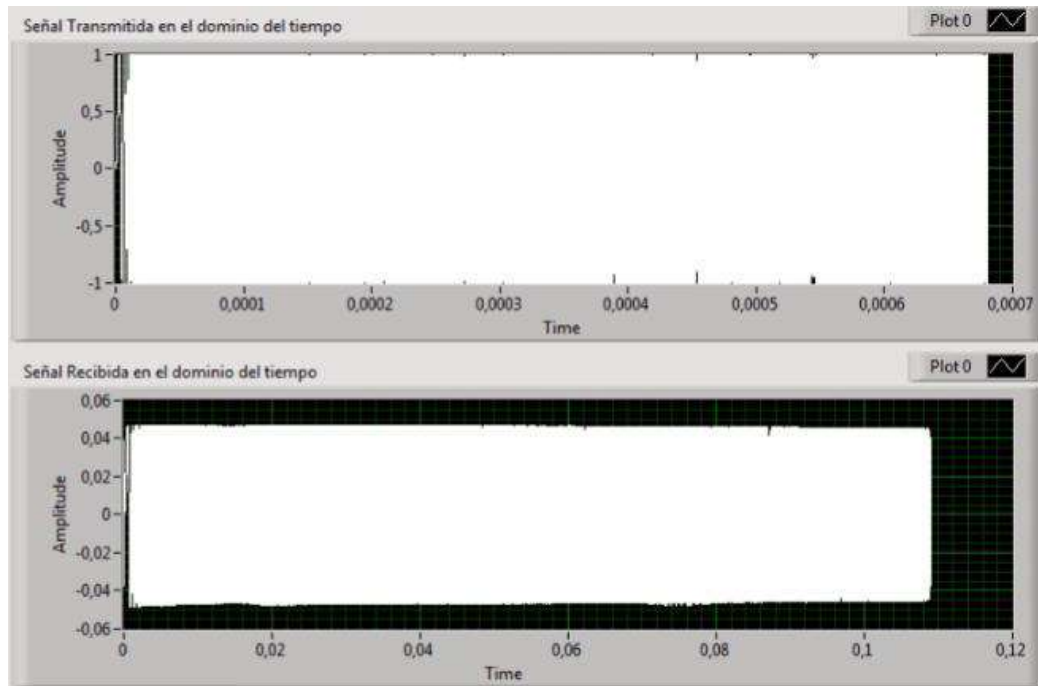 Señal Transmitida en el dominio del tiempo
Plot 0
Amplitude
1
0,5
0
-0,5
-1
0 0,0001 0,0002 0,0003 0,0004 0,0005 0,0006 0,0007
Time
Señal Recibida en el dominio del tiempo
Plot 0
Amplitude
0,06
0,04
0,02
0
-0,02
-0,04
-0,06
0 0,02 0,04 0,06 0,08 0,1 0,12
Time